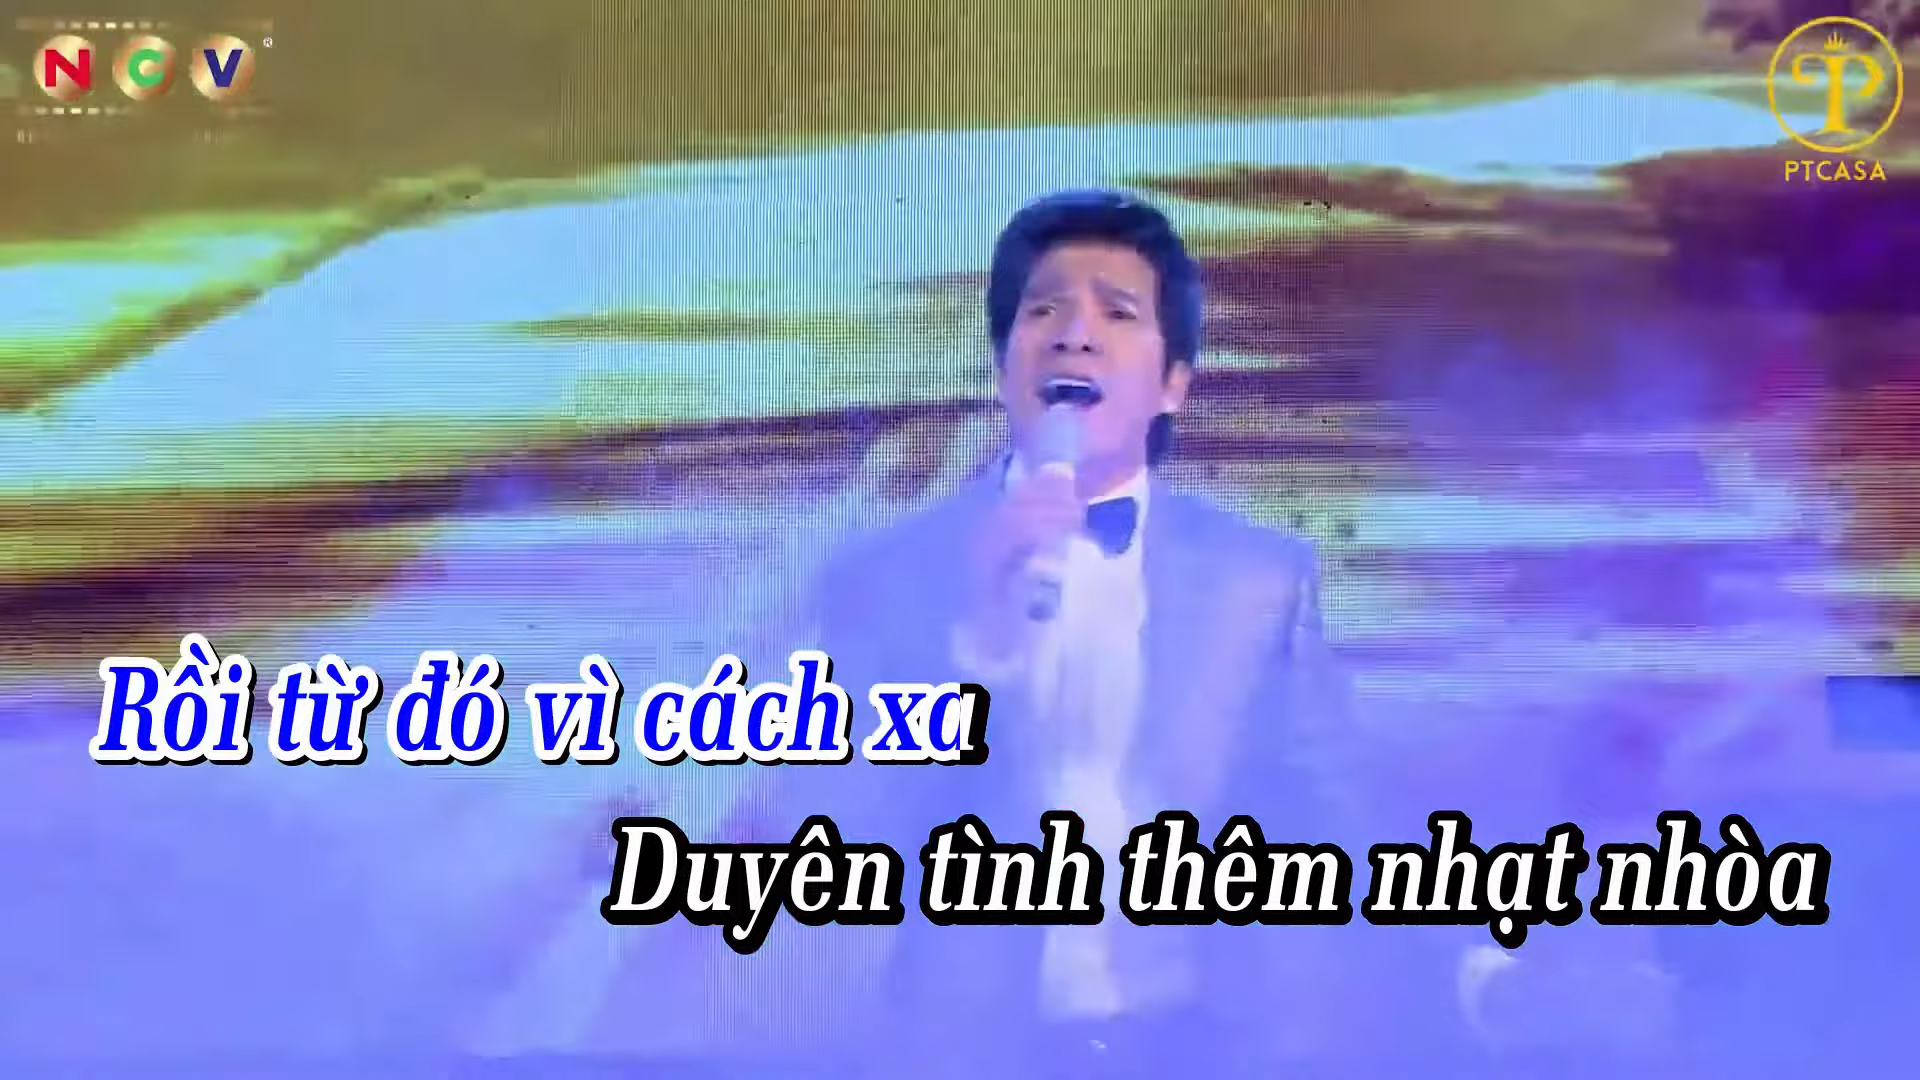 NCV®
PTCASA
Rồi từ đó vì cách xa
Duyên tình thêm nhạt nhòa